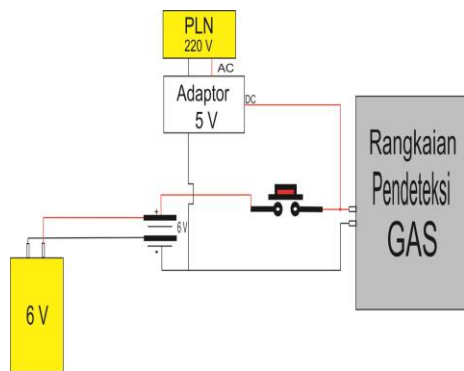 PLN
220 V
AC
Adaptor
5 V
DC
Rangkaian
Pendeteksi
GAS
+
6 V
-
6 V